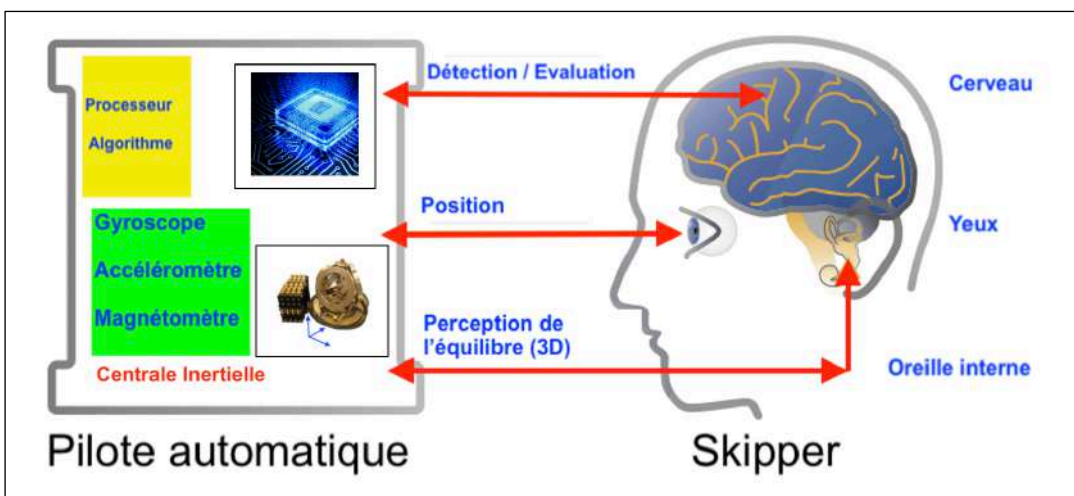 Processeur
Algorithme
Gyroscope
Accéléromètre
Magnétomètre
Centrale Inertielle
Détection / Evaluation
Position
Perception de
l'équilibre (3D)
Cerveau
Yeux
Oreille interne
Pilote automatique
Skipper